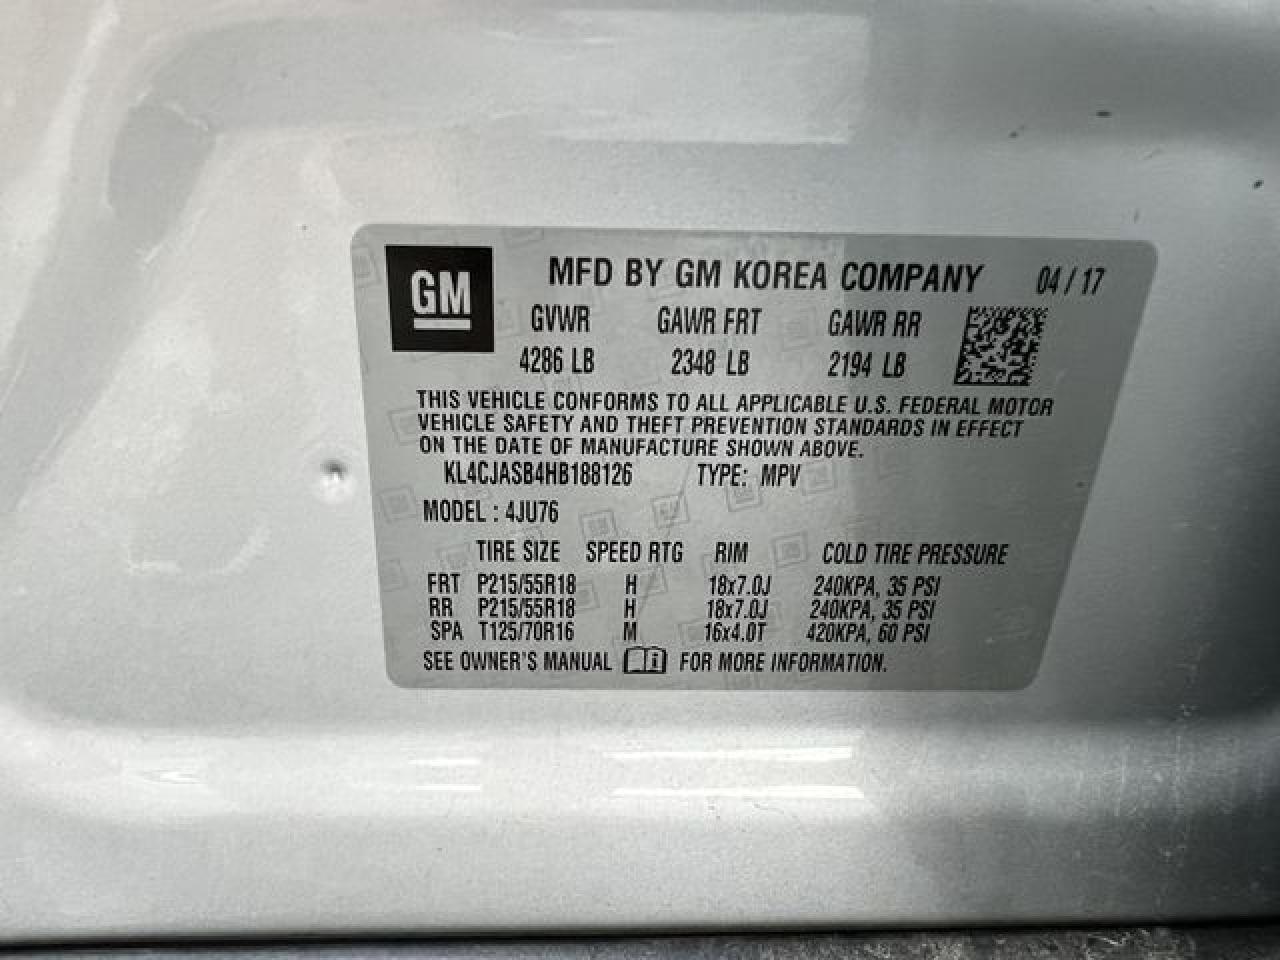 GM
MFD BY GM KOREA COMPANY 04/17
GVWR GAWR FRT GAWR RR
4286 LB 2348 LB 2194 LB
THIS VEHICLE CONFORMS TO ALL APPLICABLE U.S. FEDERAL MOTOR
VEHICLE SAFETY AND THEFT PREVENTION STANDARDS IN EFFECT
ON THE DATE OF MANUFACTURE SHOWN ABOVE.
KL4CJASB4HB188126 TYPE: MPV
MODEL : 4JU76
TIRE SIZE SPEED RTG RIM COLD TIRE PRESSURE
FRT P215/55R18 H 18x7.0J 240KPA, 35 PSI
RR P215/55R18 H 18x7.0J 240KPA, 35 PSI
SPA T125/70R16 M 16x4.0T 420KPA, 60 PSI
SEE OWNER'S MANUAL i FOR MORE INFORMATION.